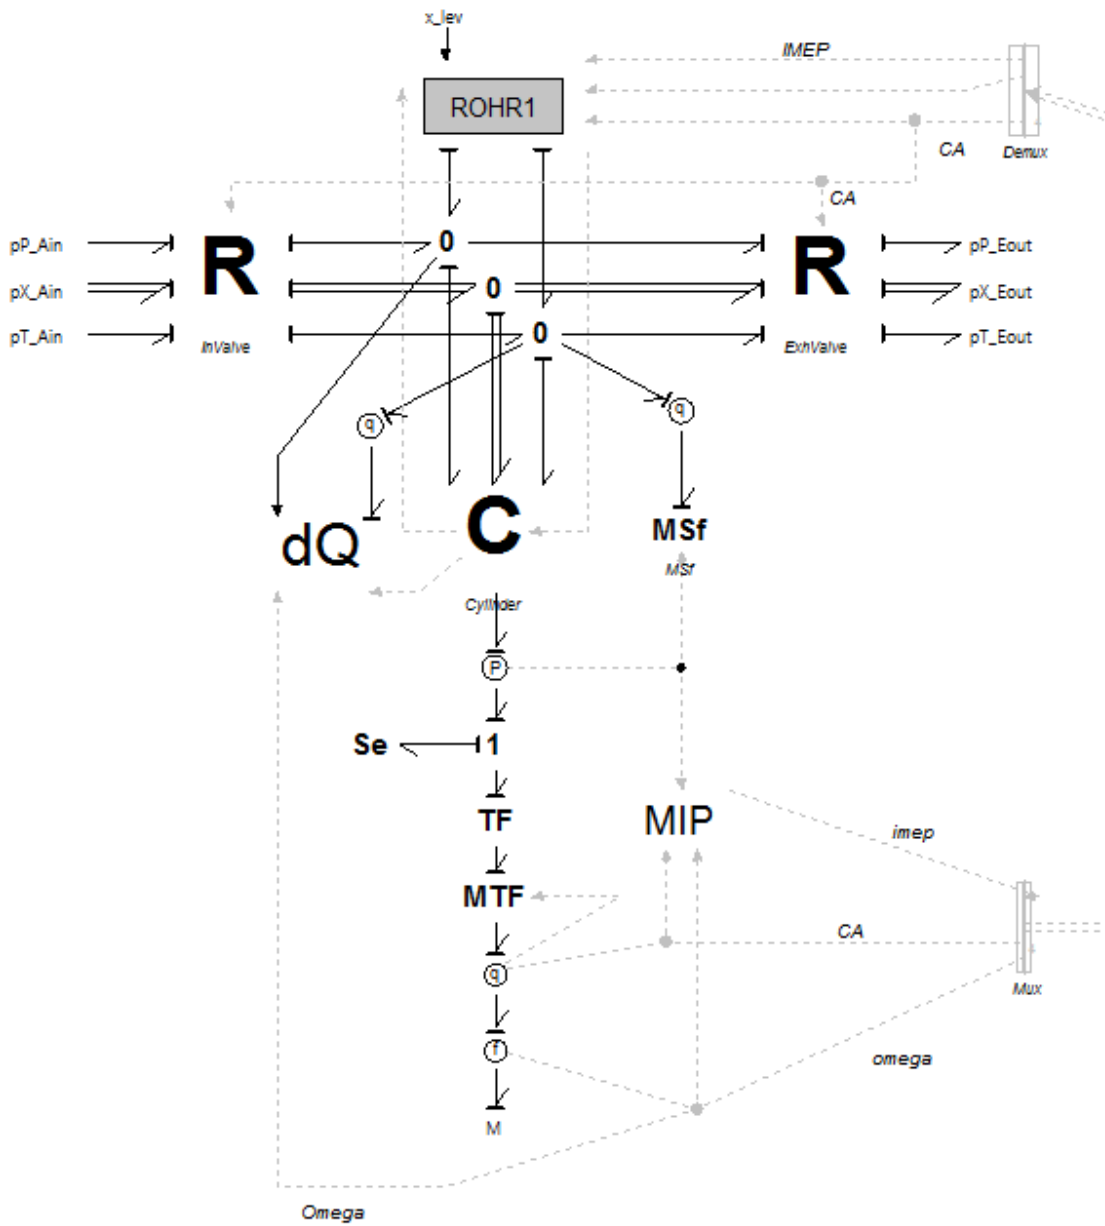 x_lev
IMEP
ROHR1
CA
Demux
CA
pP_Ain
R
0
R
pP_Eout
pX_Ain
0
pX_Eout
pT_Ain
InValve
0
ExhValve
pT_Eout
q
q
dQ
C
MSf
MSf
Cylinder
P
Se
1
TF
MIP
imep
MTF
CA
q
Mux
f
omega
M
Omega